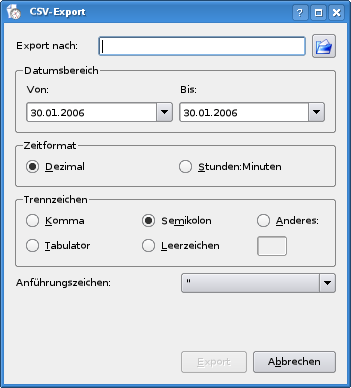 CSV-Export
Export nach:
Datumsbereich
Von: Bis:
30.01.2006 30.01.2006
Zeitformat
Dezimal Stunden:Minuten
Trennzeichen
Komma Semikolon Anderes:
Tabulator Leerzeichen
Anführungszeichen: "
Export Abbrechen